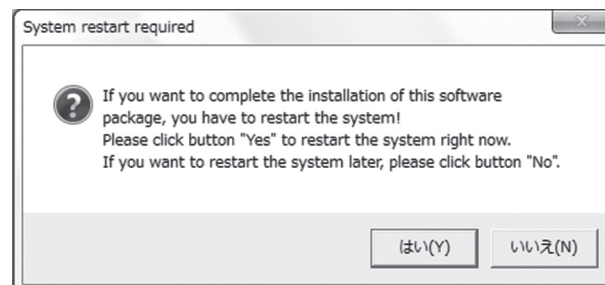 System restart required
If you want to complete the installation of this software
package, you have to restart the system!
Please click button "Yes" to restart the system right now.
If you want to restart the system later, please click button "No".
はい(Y)
いいえ(N)